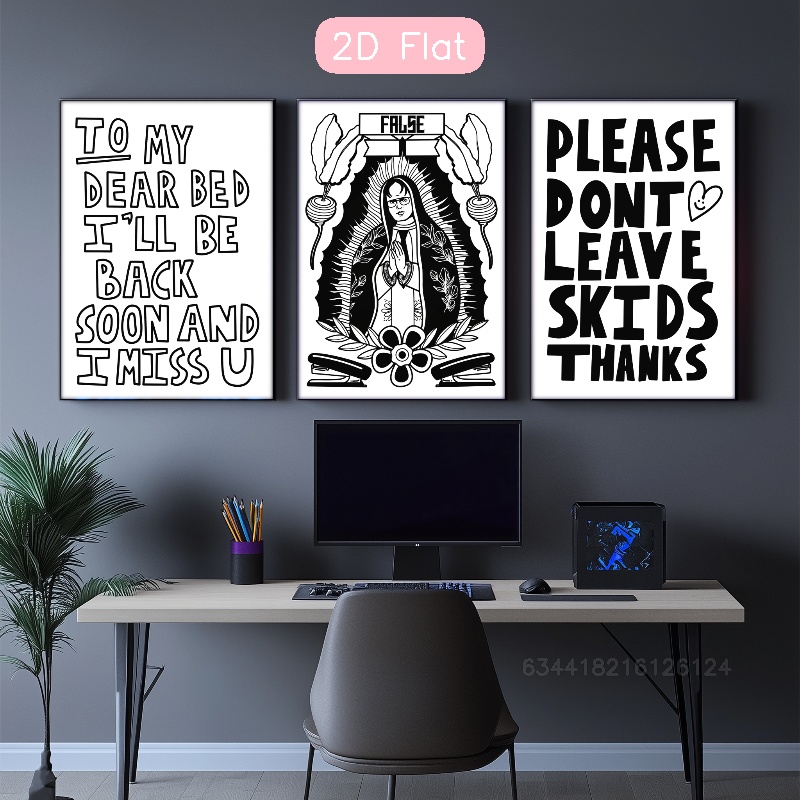 2D Flat
TO MY
DEAR BED
I'LL BE
BACK
SOON AND
I MISS U
FALSE
PLEASE
DONT
LEAVE
SKIDS
THANKS
634418216126124